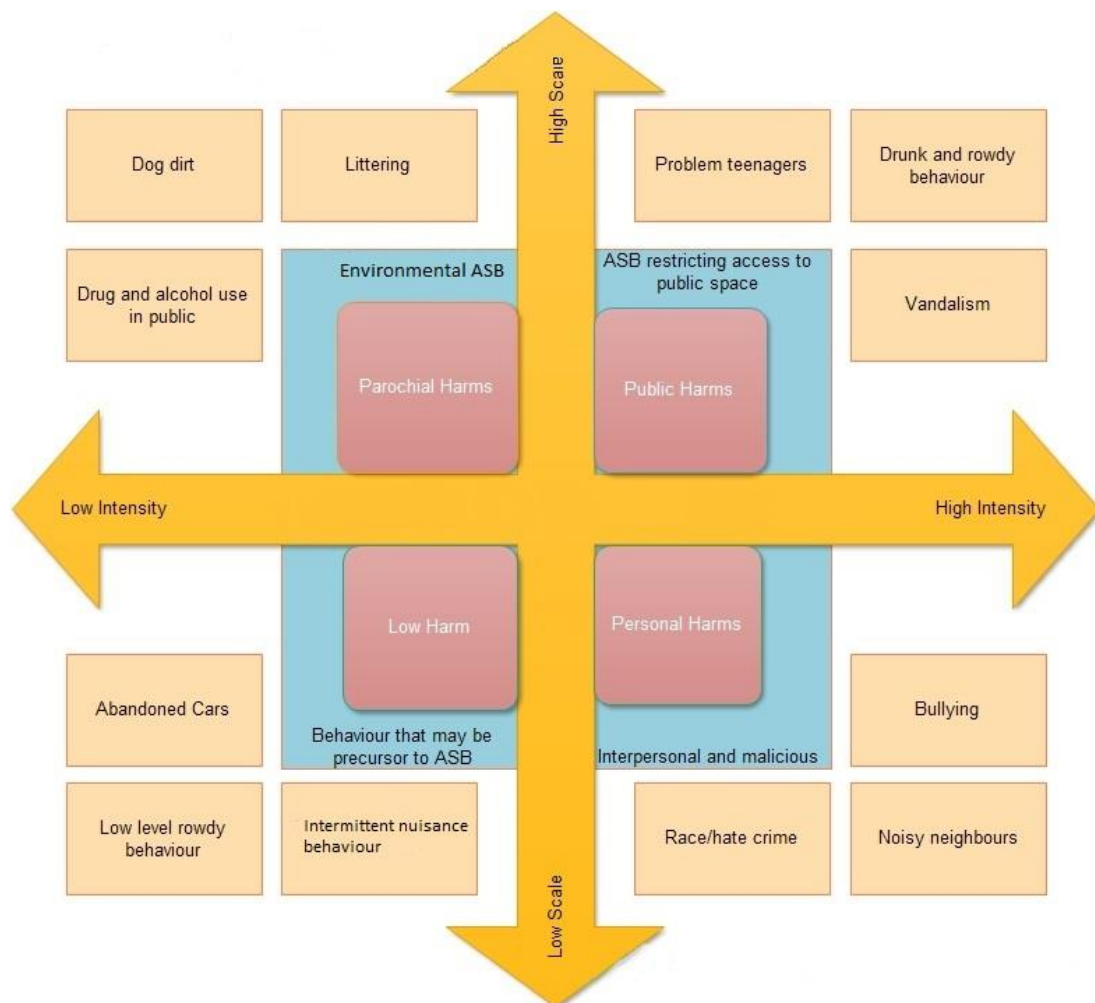 High Scale
Dog dirt
Littering
Problem teenagers
Drunk and rowdy
behaviour
Drug and alcohol use
in public
Environmental ASB
ASB restricting access to
public space
Vandalism
Parochial Harms
Public Harms
Low Intensity
High Intensity
Low Harm
Personal Harms
Abandoned Cars
Behaviour that may be
precursor to ASB
Interpersonal and malicious
Bullying
Low level rowdy
behaviour
Intermittent nuisance
behaviour
Race/hate crime
Noisy neighbours
Low Scale